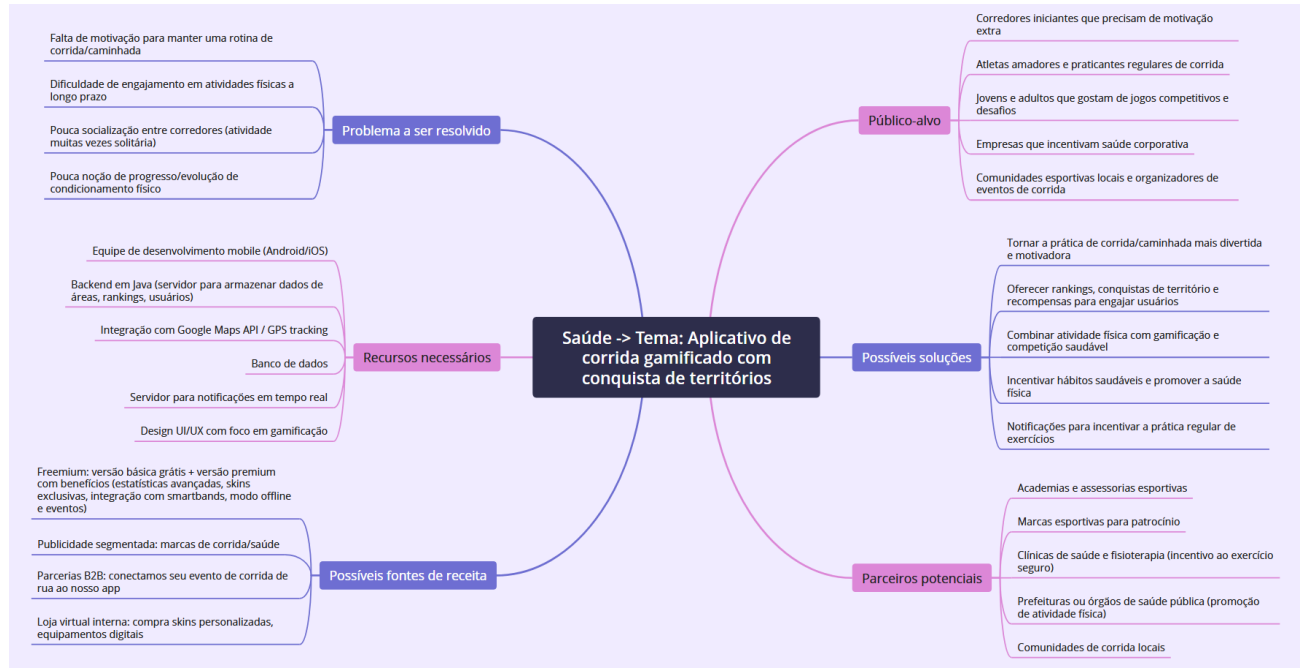 Saúde -> Tema: Aplicativo de
corrida gamificado com
conquista de territórios
Problema a ser resolvido
Falta de motivação para manter uma rotina de
corrida/caminhada
Dificuldade de engajamento em atividades físicas a
longo prazo
Pouca socialização entre corredores (atividade
muitas vezes solitária)
Pouca noção de progresso/evolução de
condicionamento físico
Recursos necessários
Equipe de desenvolvimento mobile (Android/iOS)
Backend em Java (servidor para armazenar dados de
áreas, rankings, usuários)
Integração com Google Maps API / GPS tracking
Banco de dados
Servidor para notificações em tempo real
Design UI/UX com foco em gamificação
Possíveis fontes de receita
Freemium: versão básica grátis + versão premium
com benefícios (estatísticas avançadas, skins
exclusivas, integração com smartbands, modo offline
e eventos)
Publicidade segmentada: marcas de corrida/saúde
Parcerias B2B: conectamos seu evento de corrida de
rua ao nosso app
Loja virtual interna: compra skins personalizadas,
equipamentos digitais
Público-alvo
Corredores iniciantes que precisam de motivação
extra
Atletas amadores e praticantes regulares de corrida
Jovens e adultos que gostam de jogos competitivos e
desafios
Empresas que incentivam saúde corporativa
Comunidades esportivas locais e organizadores de
eventos de corrida
Possíveis soluções
Tornar a prática de corrida/caminhada mais divertida
e motivadora
Oferecer rankings, conquistas de território e
recompensas para engajar usuários
Combinar atividade física com gamificação e
competição saudável
Incentivar hábitos saudáveis e promover a saúde
física
Notificações para incentivar a prática regular de
exercícios
Parceiros potenciais
Academias e assessorias esportivas
Marcas esportivas para patrocínio
Clínicas de saúde e fisioterapia (incentivo ao exercício
seguro)
Prefeituras ou órgãos de saúde pública (promoção
de atividade física)
Comunidades de corrida locais